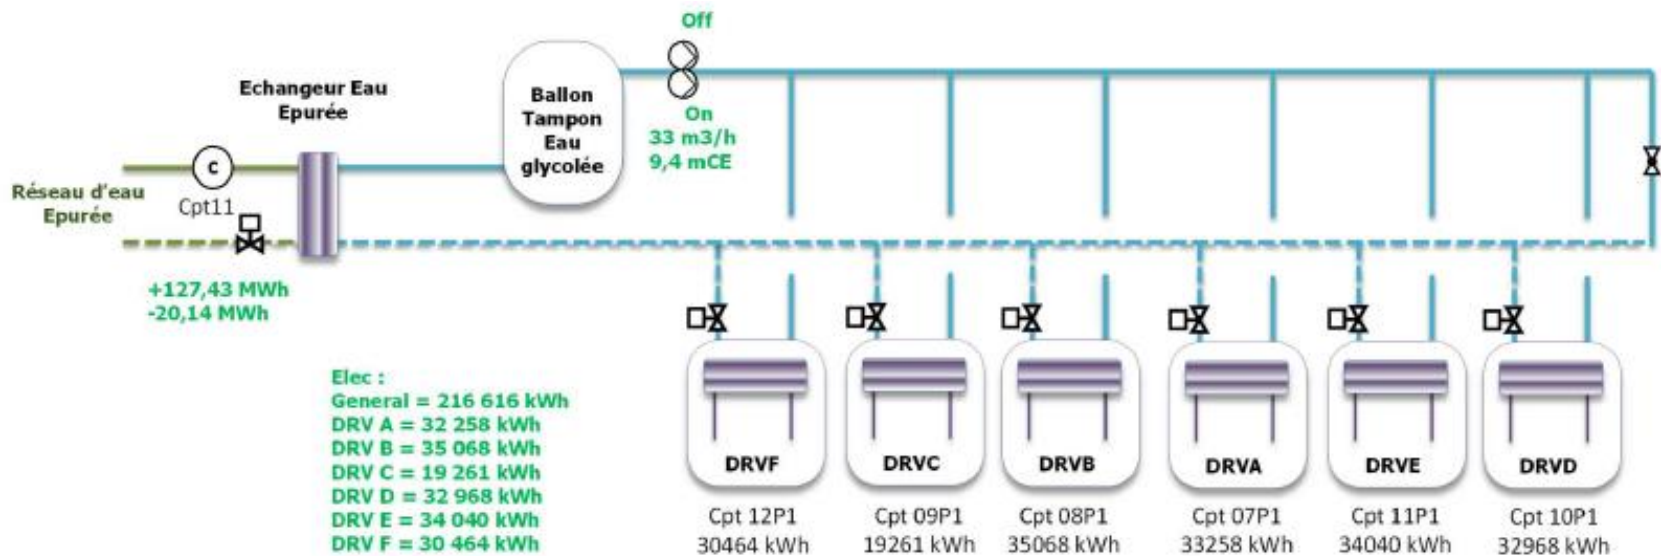 Off
Echangeur Eau
Epurée
Ballon
Tampon
Eau
glycolée
On
33 m3/h
9,4 mCE
c
Cpt11
Réseau d'eau
Epurée
+127,43 MWh
-20,14 MWh
Elec :
General = 216 616 kWh
DRV A = 32 258 kWh
DRV B = 35 068 kWh
DRV C = 19 261 kWh
DRV D = 32 968 kWh
DRV E = 34 040 kWh
DRV F = 30 464 kWh
DRVF
Cpt 12P1
30464 kWh
DRVC
Cpt 09P1
19261 kWh
DRVB
Cpt 08P1
35068 kWh
DRVA
Cpt 07P1
33258 kWh
DRVE
Cpt 11P1
34040 kWh
DRVD
Cpt 10P1
32968 kWh